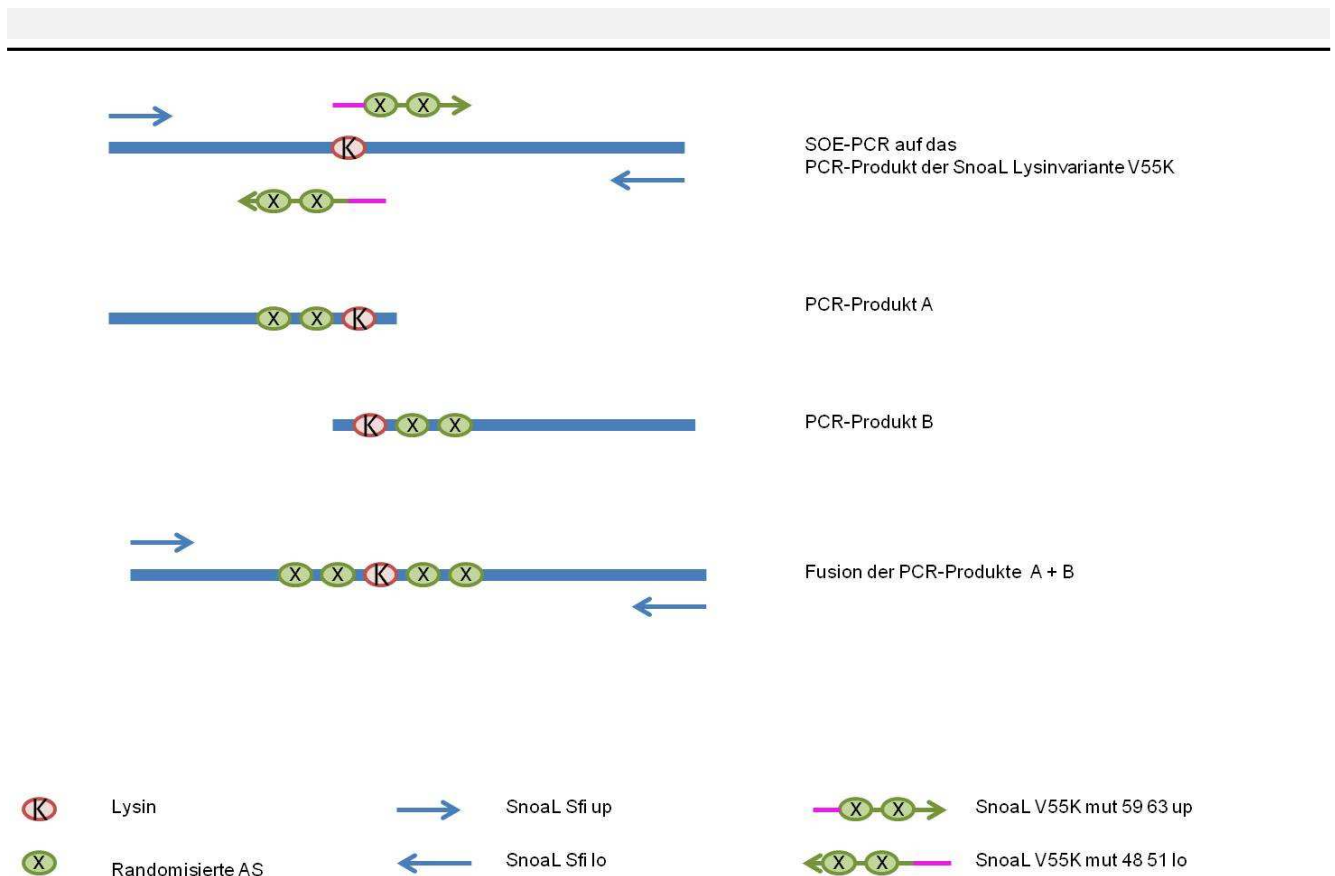 X X
K
SOE-PCR auf das
PCR-Produkt der SnoaL Lysinvariante V55K
X X
X X K
PCR-Produkt A
K X X
PCR-Produkt B
X X K X X
Fusion der PCR-Produkte A + B
K Lysin
SnoaL Sfi up
X X SnoaL V55K mut 59 63 up
X Randomisierte AS
SnoaL Sfi lo
X X SnoaL V55K mut 48 51 lo